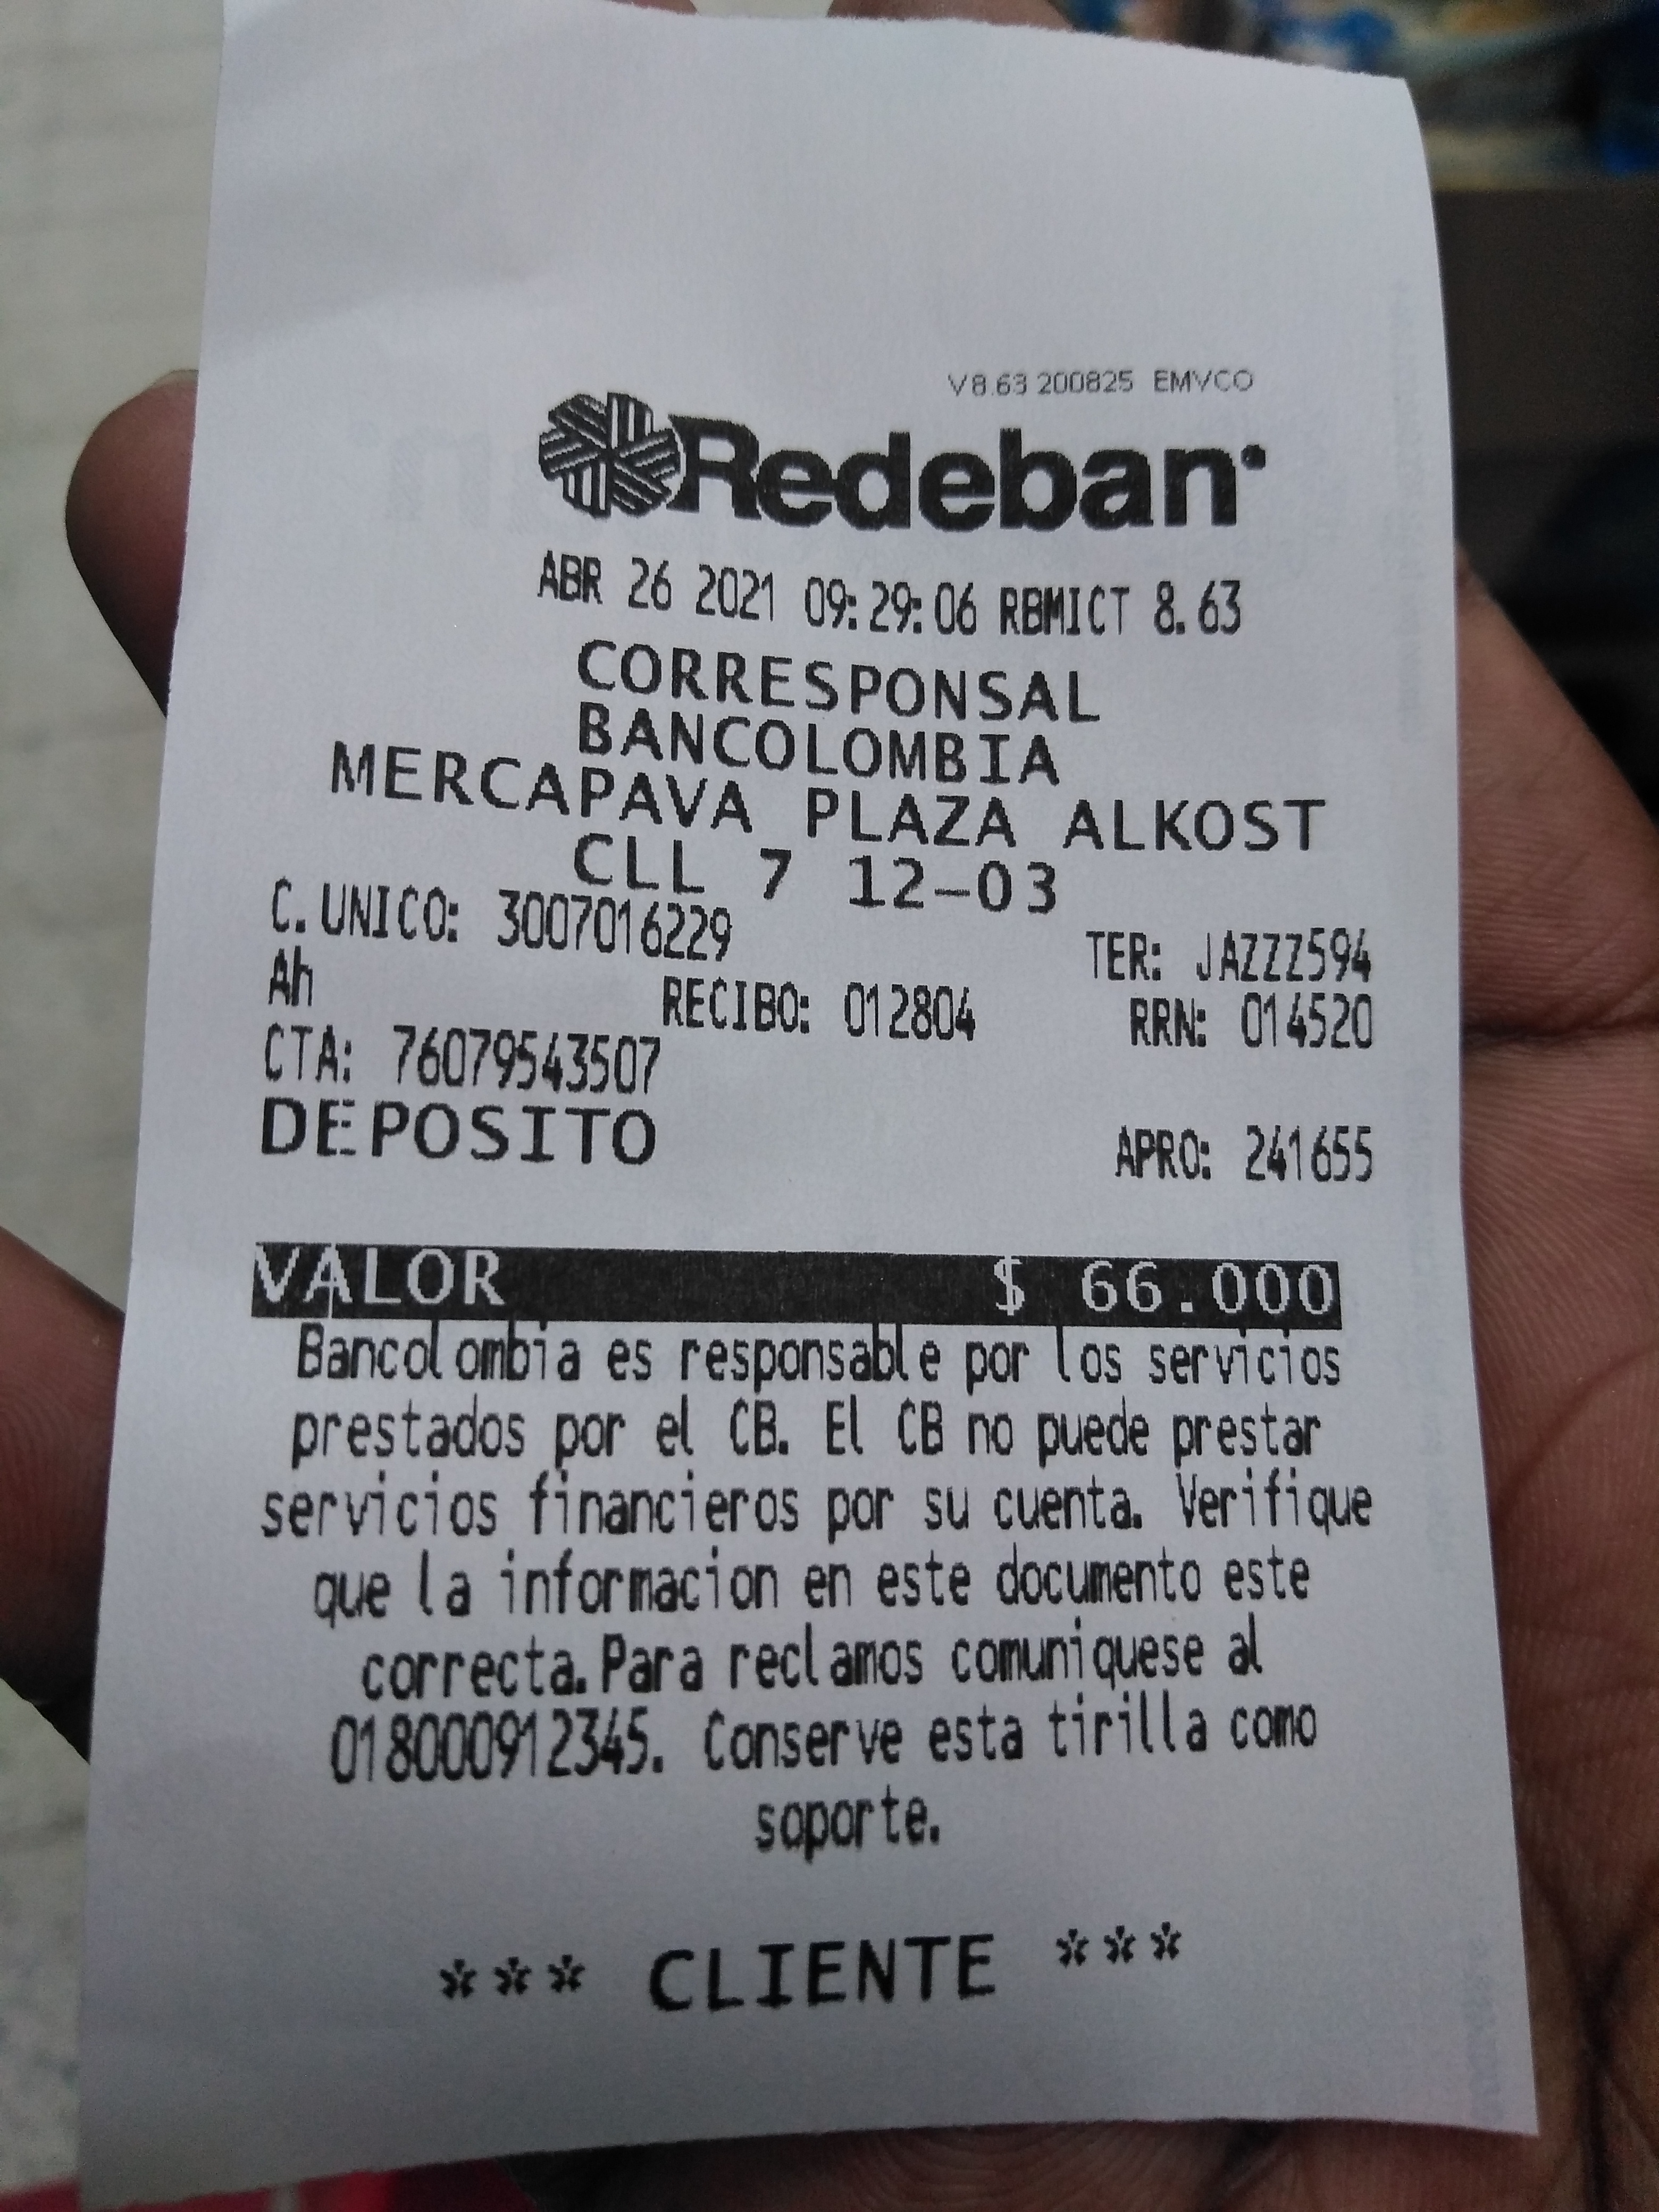 V8.63 200825 EMVCO
Redeban
ABR 26 2021 09:29:06 RBMICT 8.63
CORRESPONSAL
BANCOLOMBIA
MERCAPAVA PLAZA ALKOST
CLL 7 12-03
C.UNICO: 3007016229 TER: JAZZZ594
Ah RECIBO: 012804 RRN: 014520
CTA: 76079543507
DEPOSITO APRO: 241655
VALOR $ 66.000
Bancolombia es responsable por los servicios
prestados por el CB. El CB no puede prestar
servicios financieros por su cuenta. Verifique
que la informacion en este documento este
correcta.Para reclamos comuniquese al
018000912345. Conserve esta tirilla como
soporte.
*** CLIENTE ***